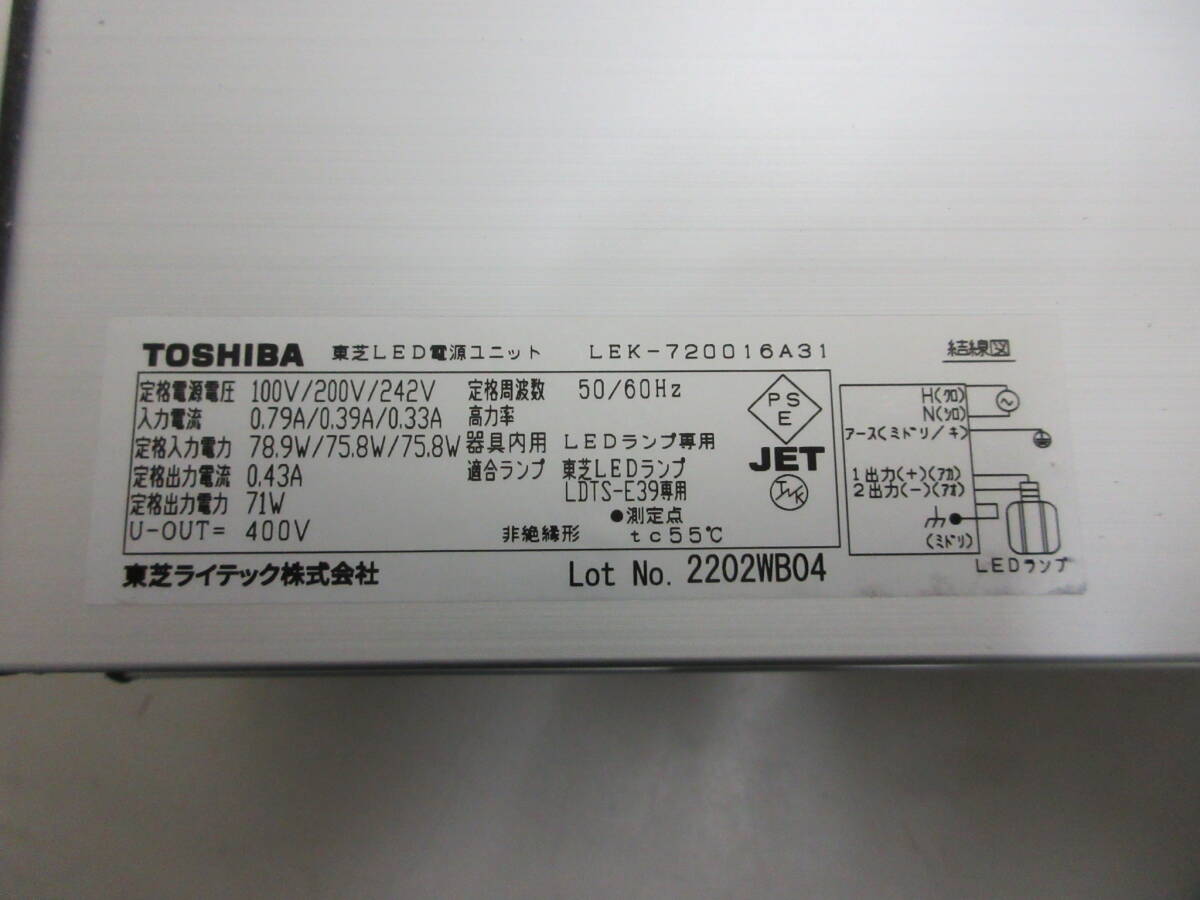 TOSHIBA 東芝LED電源ユニット LEK-720016A31 結線図
定格電源電圧 100V/200V/242V 定格周波数 50/60Hz
入力電流 0.79A/0.39A/0.33A 高力率
定格入力電力 78.9W/75.8W/75.8W 器具内用 LEDランプ専用
定格出力電流 0.43A 適合ランプ 東芝LEDランプ
LDTS-E39専用
定格出力電力 71W
●測定点
U-OUT= 400V 非絶縁形 tc55℃
PS
E
JET
H(クロ)
N(シロ)
アース(ミドリ/キ)
1出力(+)(アカ)
2出力(-)(アオ)
(ミドリ)
LEDランプ
東芝ライテック株式会社 Lot No. 2202WB04